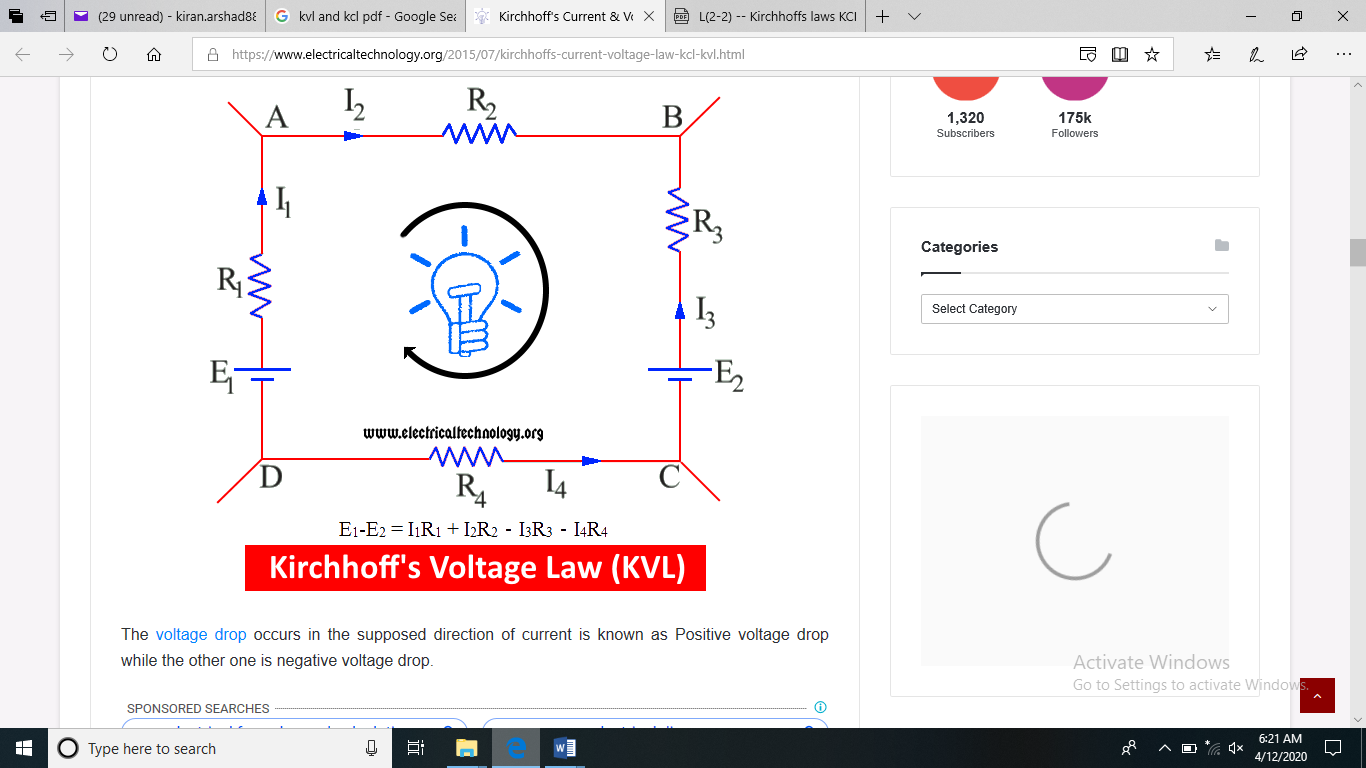 (29 unread) - kiran.arshad88
kvl and kcl pdf - Google Sea
Kirchhoff's Current & Vo
L(2-2) -- Kirchhoffs laws KCl
https://www.electricaltechnology.org/2015/07/kirchhoffs-current-voltage-law-kcl-kvl.html
A
I2
R2
B
I1
R3
R1
I3
E1
E2
www.electricaltechnology.org
D
R4
I4
C
E1-E2 = I1R1 + I2R2 - I3R3 - I4R4
Kirchhoff's Voltage Law (KVL)
The voltage drop occurs in the supposed direction of current is known as Positive voltage drop
while the other one is negative voltage drop.
SPONSORED SEARCHES
1,320
Subscribers
175k
Followers
Categories
Select Category
Activate Windows
Go to Settings to activate Windows.
Type here to search
6:21 AM
4/12/2020